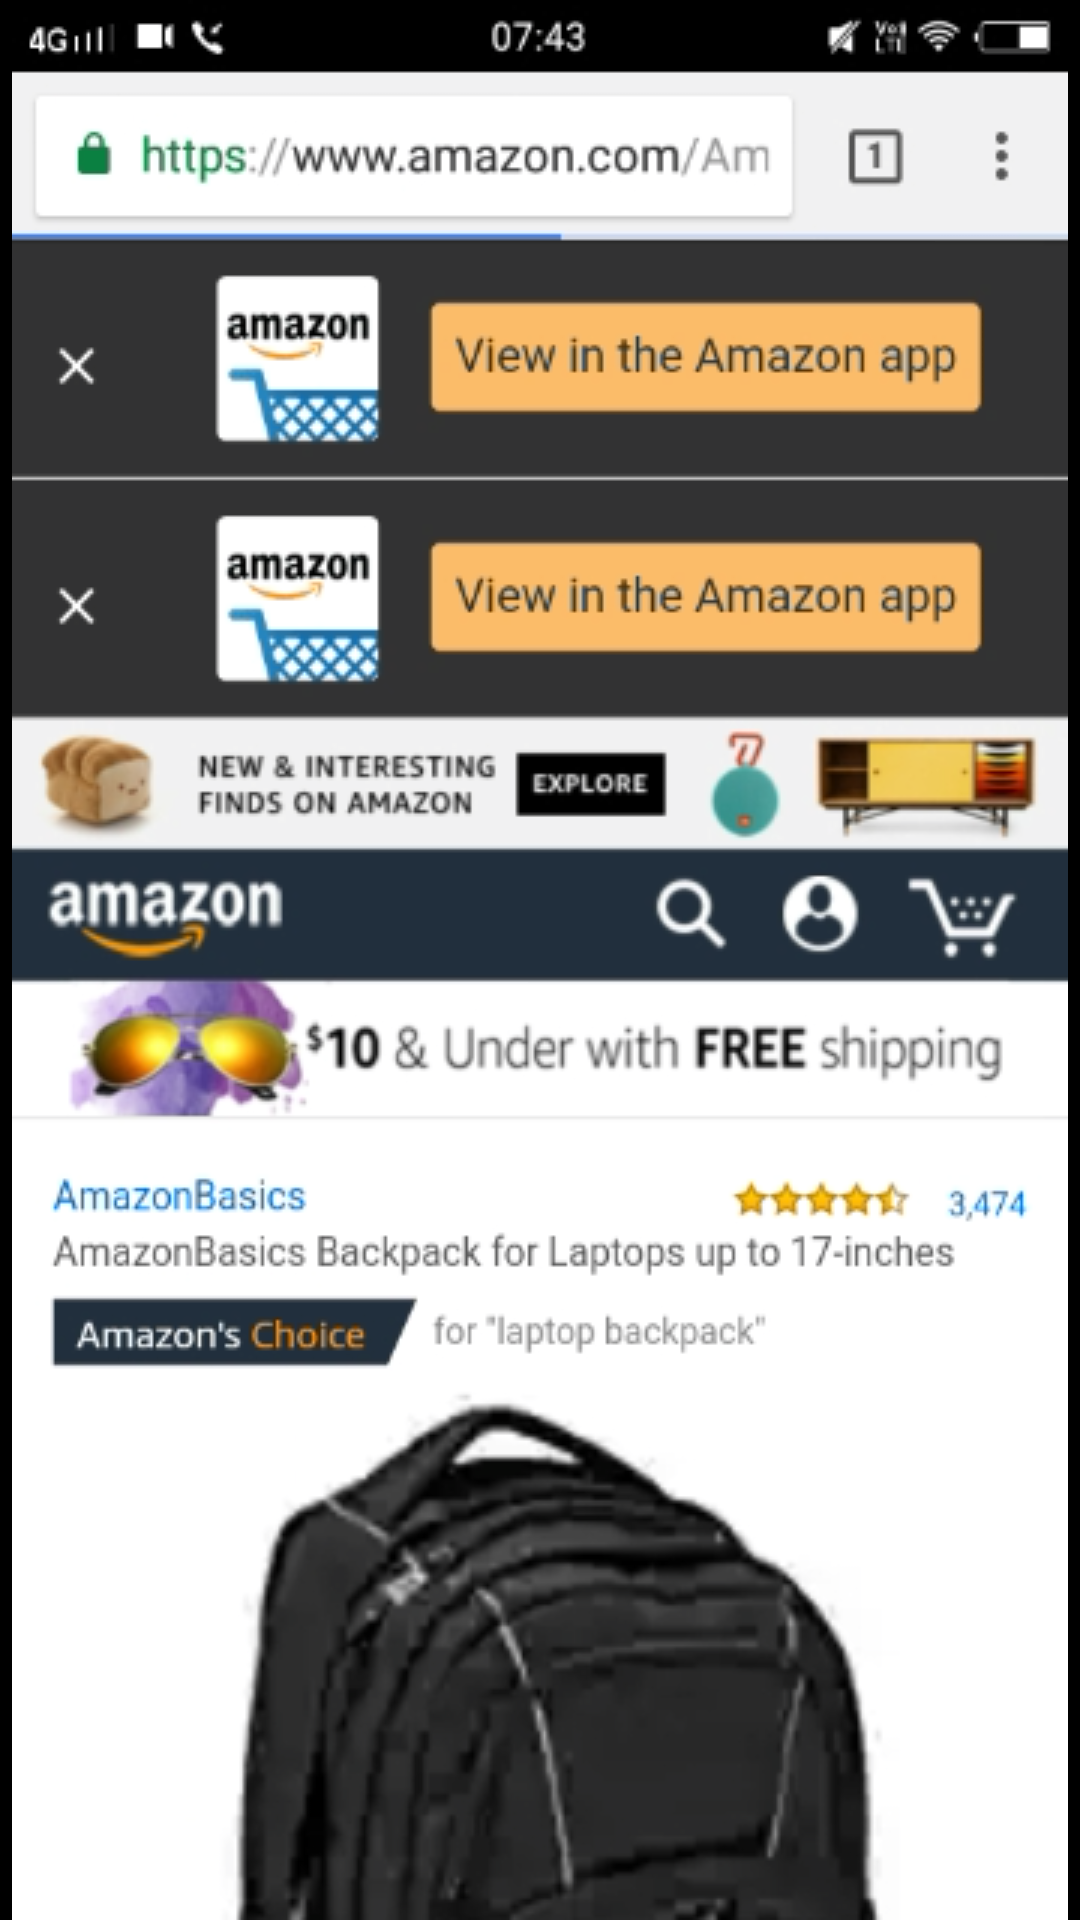 4G 07:43 Vo) LTE
https://www.amazon.com/Am 1
amazon
View in the Amazon app
amazon
View in the Amazon app
NEW & INTERESTING
FINDS ON AMAZON
EXPLORE
amazon
$10 & Under with FREE shipping
AmazonBasics 3,474
AmazonBasics Backpack for Laptops up to 17-inches
Amazon's Choice for "laptop backpack"